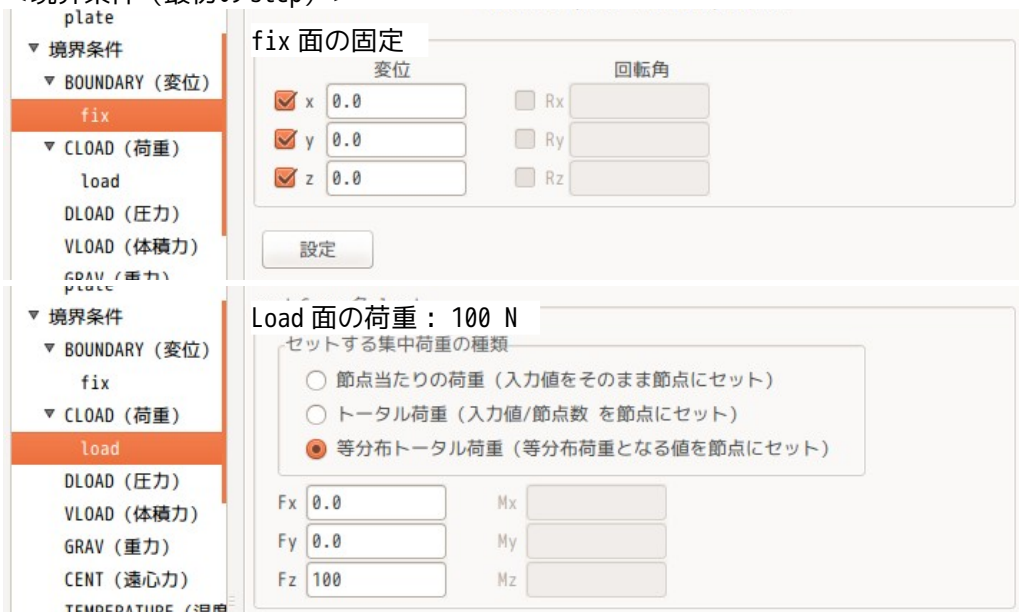 plate
▼ 境界条件
▼ BOUNDARY (変位)
fix
▼ CLOAD (荷重)
load
DLOAD (圧力)
VLOAD (体積力)
GRAV (重力)
fix 面の固定
変位 回転角
x 0.0 Rx
y 0.0 Ry
z 0.0 Rz
設定
plate
▼ 境界条件
▼ BOUNDARY (変位)
fix
▼ CLOAD (荷重)
load
DLOAD (圧力)
VLOAD (体積力)
GRAV (重力)
CENT (遠心力)
TEMPERATURE (温度
Load 面の荷重: 100 N
セットする集中荷重の種類
節点当たりの荷重 (入力値をそのまま節点にセット)
トータル荷重 (入力値/節点数 を節点にセット)
等分布トータル荷重 (等分布荷重となる値を節点にセット)
Fx 0.0 Mx
Fy 0.0 My
Fz 100 Mz